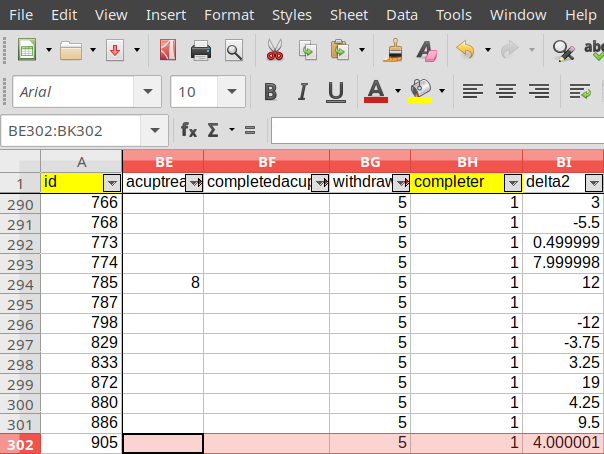 File Edit View Insert Format Styles Sheet Data Tools Window Help
Arial 10 B I U A
BE302:BK302 fx Σ =
A BE BF BG BH BI
1 id acuptrea completedacup withdraw completer delta2
290 766 5 1 3
291 768 5 1 -5.5
292 773 5 1 0.499999
293 774 5 1 7.999998
294 785 8 5 1 12
295 787 5 1
296 798 5 1 -12
297 829 5 1 -3.75
298 833 5 1 3.25
299 872 5 1 19
300 880 5 1 4.25
301 886 5 1 9.5
302 905 5 1 4.000001